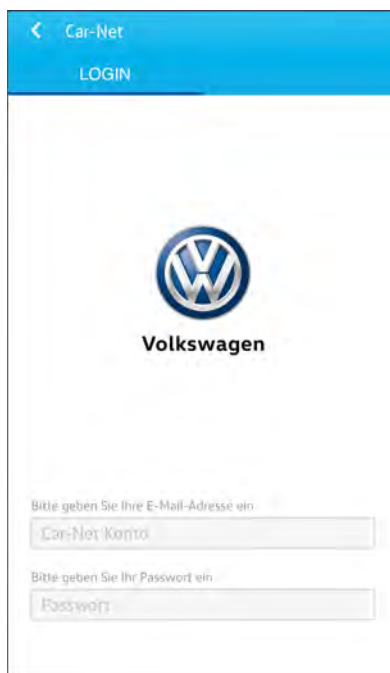 Car-Net
LOGIN
Volkswagen
Bitte geben Sie Ihre E-Mail-Adresse ein
Car-Net Konto
Bitte geben Sie Ihr Passwort ein
Passwort